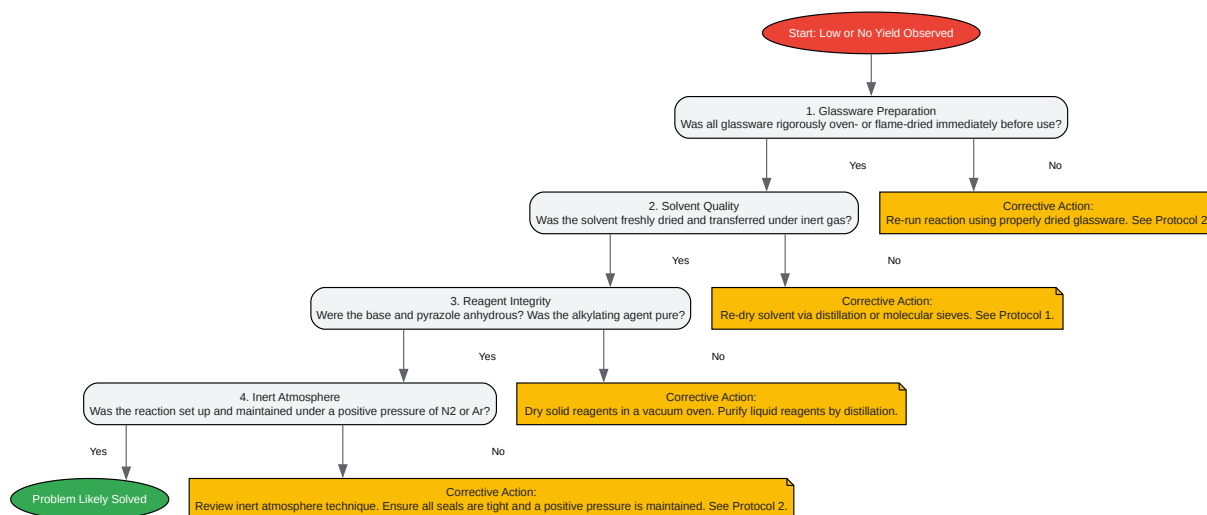 Start: Low or No Yield Observed
1. Glassware Preparation
Was all glassware rigorously oven- or flame-dried immediately before use?
Yes
No
2. Solvent Quality
Was the solvent freshly dried and transferred under inert gas?
Corrective Action:
Re-run reaction using properly dried glassware. See Protocol 2
Yes
No
3. Reagent Integrity
Were the base and pyrazole anhydrous? Was the alkylating agent pure?
Corrective Action:
Re-dry solvent via distillation or molecular sieves. See Protocol 1.
Yes
No
4. Inert Atmosphere
Was the reaction set up and maintained under a positive pressure of N2 or Ar?
Corrective Action:
Dry solid reagents in a vacuum oven. Purify liquid reagents by distillation.
Yes
No
Problem Likely Solved
Corrective Action:
Review inert atmosphere technique. Ensure all seals are tight and a positive pressure is maintained. See Protocol 2.